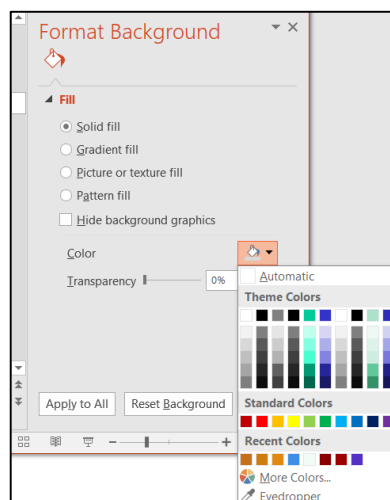 Format Background
Fill
Solid fill
Gradient fill
Picture or texture fill
Pattern fill
Hide background graphics
Color
Transparency
0%
Automatic
Theme Colors
Standard Colors
Recent Colors
More Colors...
Eyedropper
Apply to All
Reset Background